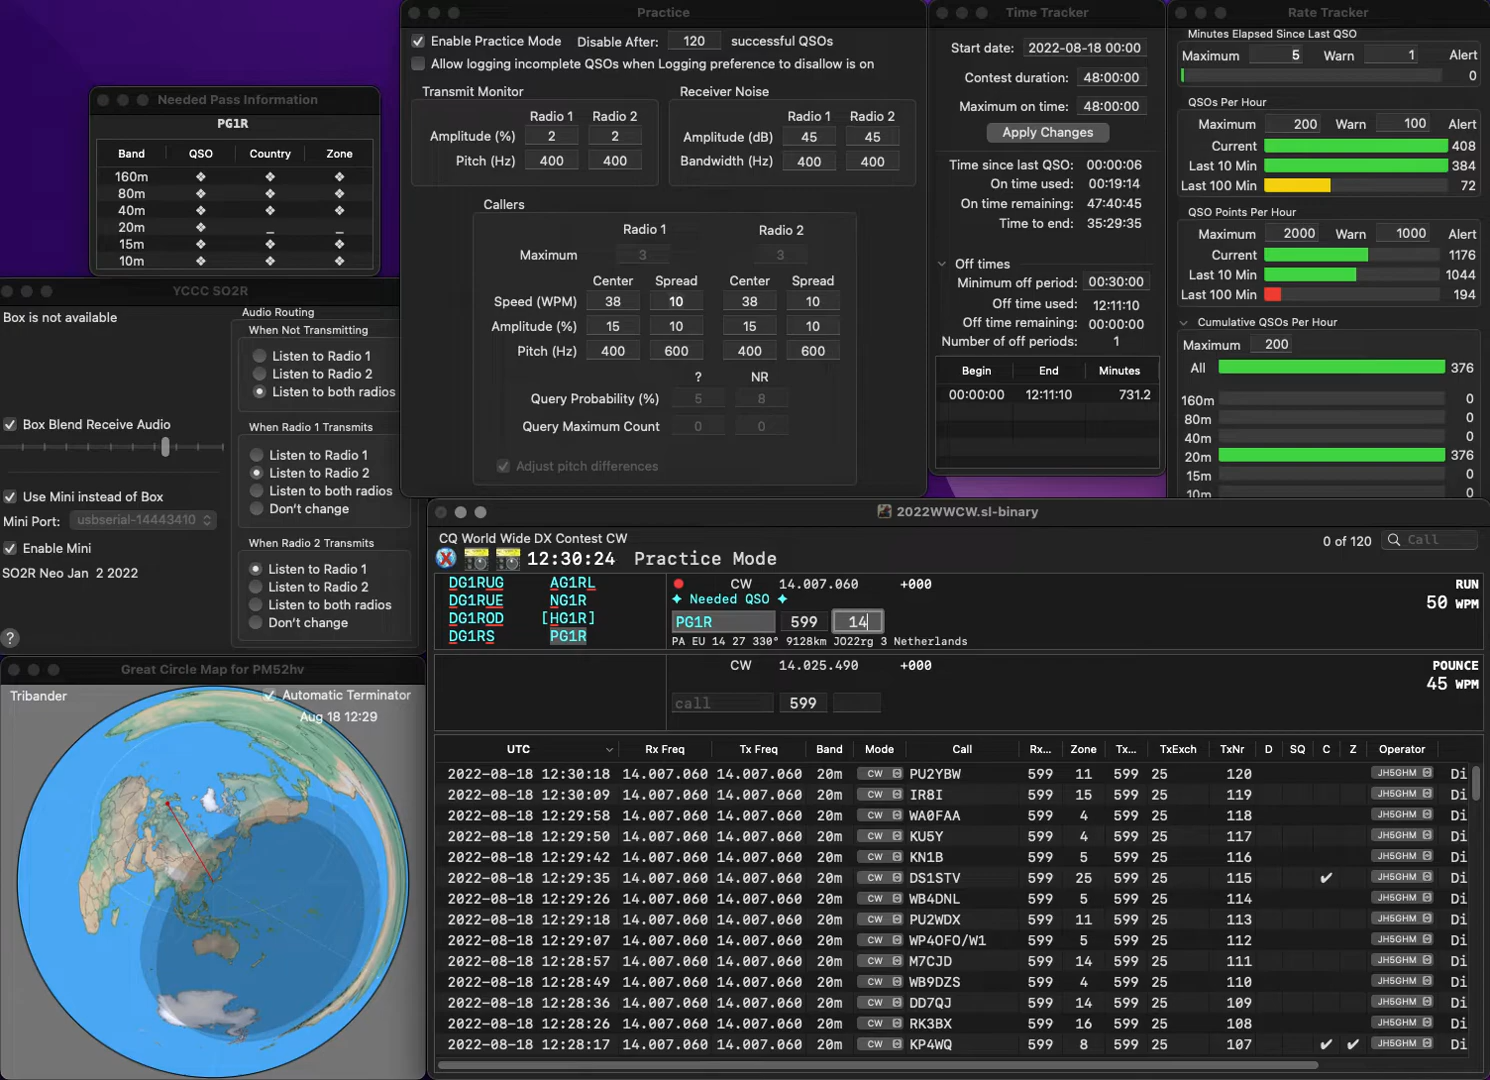 Practice
Enable Practice Mode Disable After: 120 successful QSOs
Allow logging incomplete QSOs when Logging preference to disallow is on
Transmit Monitor
Radio 1 Radio 2
Amplitude (%) 2 2
Pitch (Hz) 400 400
Receiver Noise
Radio 1 Radio 2
Amplitude (dB) 45 45
Bandwidth (Hz) 400 400
Callers
Radio 1 Radio 2
Maximum 3 3
Center Spread Center Spread
Speed (WPM) 38 10 38 10
Amplitude (%) 15 10 15 10
Pitch (Hz) 400 600 400 600
? NR
Query Probability (%) 5 8
Query Maximum Count 0 0
Adjust pitch differences
Time Tracker
Start date: 2022-08-18 00:00
Contest duration: 48:00:00
Maximum on time: 48:00:00
Apply Changes
Time since last QSO: 00:00:06
On time used: 00:19:14
On time remaining: 47:40:45
Time to end: 35:29:35
Off times
Minimum off period: 00:30:00
Off time used: 12:11:10
Off time remaining: 00:00:00
Number of off periods: 1
Begin End Minutes
00:00:00 12:11:10 731.2
Rate Tracker
Minutes Elapsed Since Last QSO
Maximum 5 Warn 1 Alert
0
QSOs Per Hour
Maximum 200 Warn 100 Alert
Current 408
Last 10 Min 384
Last 100 Min 72
QSO Points Per Hour
Maximum 2000 Warn 1000 Alert
Current 1176
Last 10 Min 1044
Last 100 Min 194
Cumulative QSOs Per Hour
Maximum 200
All 376
160m 0
80m 0
40m 0
20m 376
15m 0
10m 0
Needed Pass Information
PG1R
Band QSO Country Zone
160m ❖ ❖ ❖
80m ❖ ❖ ❖
40m ❖ ❖ ❖
20m ❖ _ _
15m ❖ ❖ ❖
10m ❖ ❖ ❖
YCCC SO2R
Box is not available
Box Blend Receive Audio
Use Mini instead of Box
Mini Port: usbserial-14443410
Enable Mini
SO2R Neo Jan 2 2022
?
Audio Routing
When Not Transmitting
Listen to Radio 1
Listen to Radio 2
Listen to both radios
When Radio 1 Transmits
Listen to Radio 1
Listen to Radio 2
Listen to both radios
Don't change
When Radio 2 Transmits
Listen to Radio 1
Listen to Radio 2
Listen to both radios
Don't change
Great Circle Map for PM52hv
Tribander Automatic Terminator
Aug 18 12:29
2022WWCW.sl-binary
CQ World Wide DX Contest CW
0 of 120 Call
12:30:24 Practice Mode
DG1RUG AG1RL
DG1RUE NG1R
DG1ROD [HG1R]
DG1RS PG1R
CW 14.007.060 +000 RUN
✦ Needed QSO ✦ 50 WPM
PG1R 599 14
PA EU 14 27 330° 9128km JO22rg 3 Netherlands
CW 14.025.490 +000 POUNCE
45 WPM
call 599
UTC Rx Freq Tx Freq Band Mode Call Rx... Zone Tx... TxExch TxNr D SQ C Z Operator
2022-08-18 12:30:18 14.007.060 14.007.060 20m CW PU2YBW 599 11 599 25 120 JH5GHM Di
2022-08-18 12:30:09 14.007.060 14.007.060 20m CW IR8I 599 15 599 25 119 JH5GHM Di
2022-08-18 12:29:58 14.007.060 14.007.060 20m CW WA0FAA 599 4 599 25 118 JH5GHM Di
2022-08-18 12:29:50 14.007.060 14.007.060 20m CW KU5Y 599 4 599 25 117 JH5GHM Di
2022-08-18 12:29:42 14.007.060 14.007.060 20m CW KN1B 599 5 599 25 116 JH5GHM Di
2022-08-18 12:29:35 14.007.060 14.007.060 20m CW DS1STV 599 25 599 25 115 ✔ JH5GHM Di
2022-08-18 12:29:26 14.007.060 14.007.060 20m CW WB4DNL 599 5 599 25 114 JH5GHM Di
2022-08-18 12:29:18 14.007.060 14.007.060 20m CW PU2WDX 599 11 599 25 113 JH5GHM Di
2022-08-18 12:29:07 14.007.060 14.007.060 20m CW WP4OFO/W1 599 5 599 25 112 JH5GHM Di
2022-08-18 12:28:57 14.007.060 14.007.060 20m CW M7CJD 599 14 599 25 111 JH5GHM Di
2022-08-18 12:28:49 14.007.060 14.007.060 20m CW WB9DZS 599 4 599 25 110 JH5GHM Di
2022-08-18 12:28:36 14.007.060 14.007.060 20m CW DD7QJ 599 14 599 25 109 JH5GHM Di
2022-08-18 12:28:26 14.007.060 14.007.060 20m CW RK3BX 599 16 599 25 108 JH5GHM Di
2022-08-18 12:28:17 14.007.060 14.007.060 20m CW KP4WQ 599 8 599 25 107 ✔ ✔ JH5GHM Di